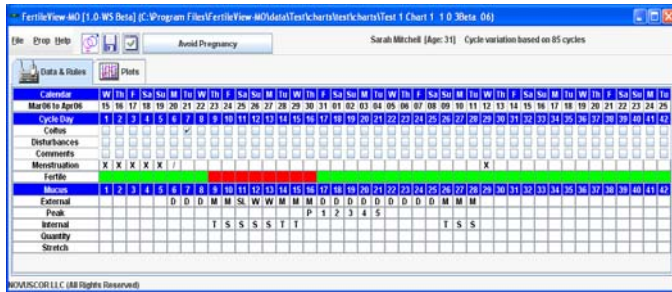 FertileView-MO [1.0-WS Beta] (C:\Program Files\FertileView-MO\data\Test\charts\test\charts\Test 1 Chart 1 1 0 3Beta 06)
File Prop Help Avoid Pregnancy Sarah Mitchell [Age: 31] Cycle variation based on 85 cycles
Data & Rules Plots
Calendar W Th F Sa Su M Tu W Th F Sa Su M Tu W Th F Sa Su M Tu W Th F Sa Su M Tu W Th F Sa Su M Tu W Th F Sa Su M Tu
Mar06 to Apr06 15 16 17 18 19 20 21 22 23 24 25 26 27 28 29 30 31 01 02 03 04 05 06 07 08 09 10 11 12 13 14 15 16 17 18 19 20 21 22 23 24 25
Cycle Day 1 2 3 4 5 6 7 8 9 10 11 12 13 14 15 16 17 18 19 20 21 22 23 24 25 26 27 28 29 30 31 32 33 34 35 36 37 38 39 40 41 42
Coitus
Disturbances
Comments
Menstruation X X X X X / X
Fertile
Mucus 1 2 3 4 5 6 7 8 9 10 11 12 13 14 15 16 17 18 19 20 21 22 23 24 25 26 27 28 29 30 31 32 33 34 35 36 37 38 39 40 41 42
External D D D M M SL W W M M M D D D D D D D D D M M M
Peak P 1 2 3 4 5
Internal T S S S S T T T S S
Quantity
Stretch
NOVUSCOR LLC (All Rights Reserved)